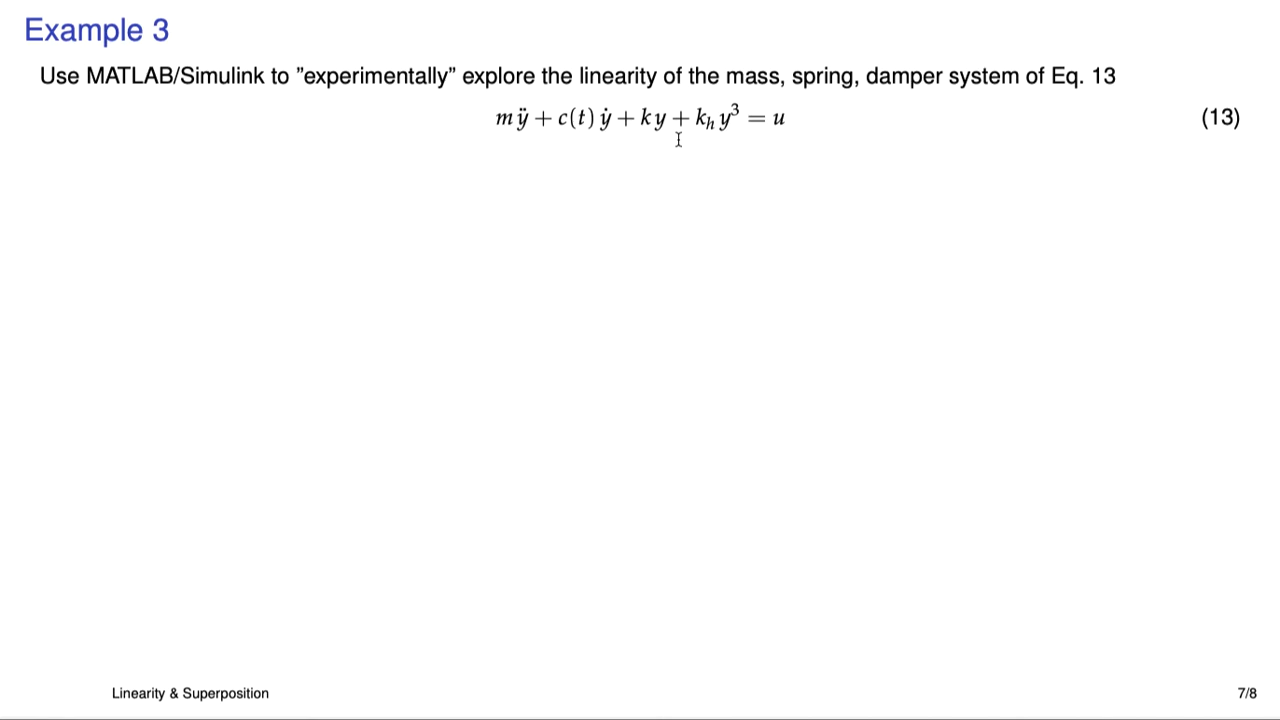 Example 3
Use MATLAB/Simulink to ”experimentally” explore the linearity of the mass, spring, damper system of Eq. 13
mÿ + c(t)ẏ + ky + kₕy³ = u (13)
Linearity & Superposition 7/8